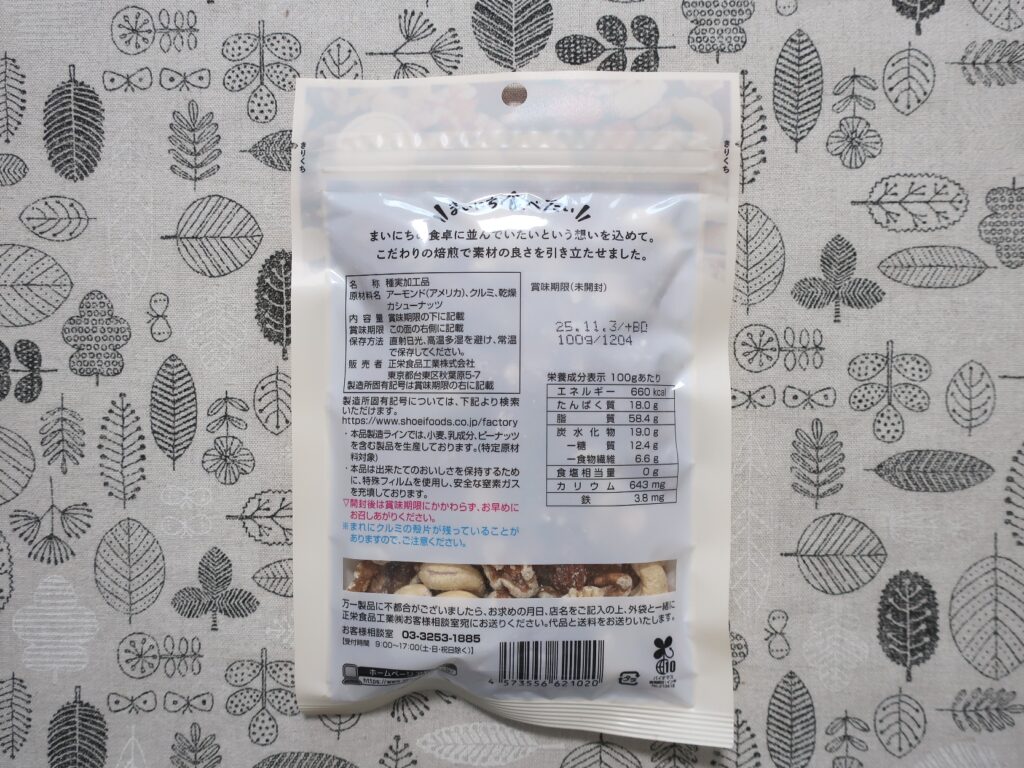 きりくち
きりくち
まいにち食べたい
まいにちの食卓に並んでいたいという想いを込めて。
こだわりの焙煎で素材の良さを引き立たせました。
名 称 種実加工品
原材料名 アーモンド(アメリカ)、クルミ、乾燥
カシューナッツ
内 容 量 賞味期限の下に記載
賞味期限 この面の右側に記載
保存方法 直射日光、高温多湿を避け、常温
で保存してください。
販 売 者 正栄食品工業株式会社
東京都台東区秋葉原5-7
製造所固有記号は賞味期限の右に記載
製造所固有記号については、下記より検索
いただけます。
https://www.shoeifoods.co.jp/factory
・本品製造ラインでは、小麦、乳成分、ピーナッツ
を含む製品を生産しております。(特定原材
料対象)
・本品は出来たてのおいしさを保持するため
に、特殊フィルムを使用し、安全な窒素ガス
を充填しております。
▽開封後は賞味期限にかかわらず、お早めに
お召しあがりください。
※まれにクルミの殻片が残っていることが
ありますので、ご注意ください。
賞味期限(未開封)
25.11.3/+BD
100g/1204
栄養成分表示 100gあたり
エネルギー 660 kcal
たんぱく質 18.0 g
脂 質 58.4 g
炭水化物 19.0 g
ー糖 質 12.4 g
ー食物繊維 6.6 g
食塩相当量 0 g
カリウム 643 mg
鉄 3.8 mg
万一製品に不都合がございましたら、お求めの月日、店名をご記入の上、外袋と一緒に
正栄食品工業㈱お客様相談室宛にお送りください。代品と送料をお送りいたします。
お客様相談室 03-3253-1885
【受付時間 9:00〜17:00(土・日・祝日除く)】
ホームページ
https://www
4 573556 621020
プラ
バイオマス